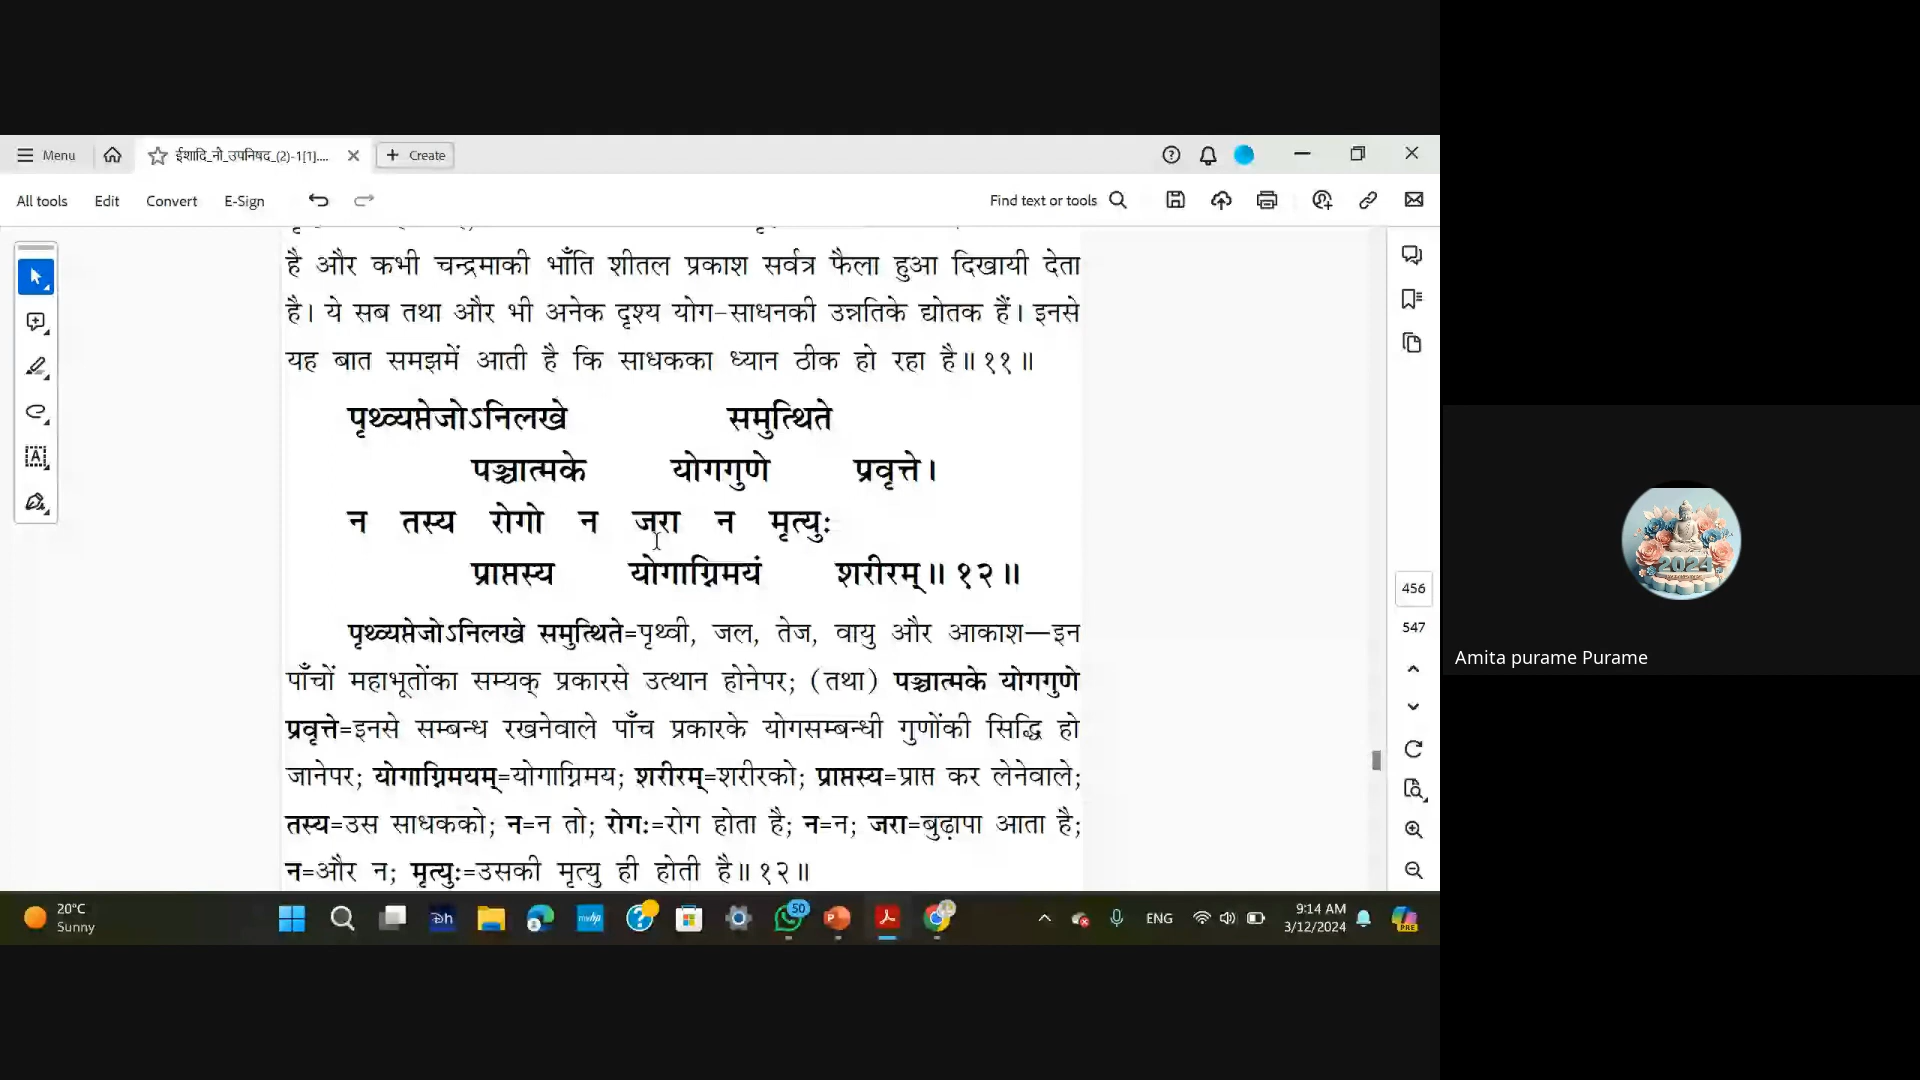 Menu
ईशादि_नौ_उपनिषद_(2)-1[1]....
Create
All tools
Edit
Convert
E-Sign
Find text or tools
है और कभी चन्द्रमाकी भाँति शीतल प्रकाश सर्वत्र फैला हुआ दिखायी देता
है। ये सब तथा और भी अनेक दृश्य योग-साधनकी उन्नतिके द्योतक हैं। इनसे
यह बात समझमें आती है कि साधकका ध्यान ठीक हो रहा है॥ ११॥
पृथ्व्यप्तेजोऽनिलखे समुत्थिते
पञ्चात्मके योगगुणे प्रवृत्ते।
न तस्य रोगो न जरा न मृत्युः
प्राप्तस्य योगाग्निमयं शरीरम्॥ १२॥
पृथ्व्यप्तेजोऽनिलखे समुत्थिते=पृथ्वी, जल, तेज, वायु और आकाश—इन
पाँचों महाभूतोंका सम्यक् प्रकारसे उत्थान होनेपर; (तथा) पञ्चात्मके योगगुणे
प्रवृत्ते=इनसे सम्बन्ध रखनेवाले पाँच प्रकारके योगसम्बन्धी गुणोंकी सिद्धि हो
जानेपर; योगाग्निमयम्=योगाग्निमय; शरीरम्=शरीरको; प्राप्तस्य=प्राप्त कर लेनेवाले;
तस्य=उस साधकको; न=न तो; रोगः=रोग होता है; न=न; जरा=बुढ़ापा आता है;
न=और न; मृत्युः=उसकी मृत्यु ही होती है॥ १२॥
456
547
Amita purame Purame
2024
20°C
Sunny
Dh
myhp
50
ENG
9:14 AM
3/12/2024
PRE